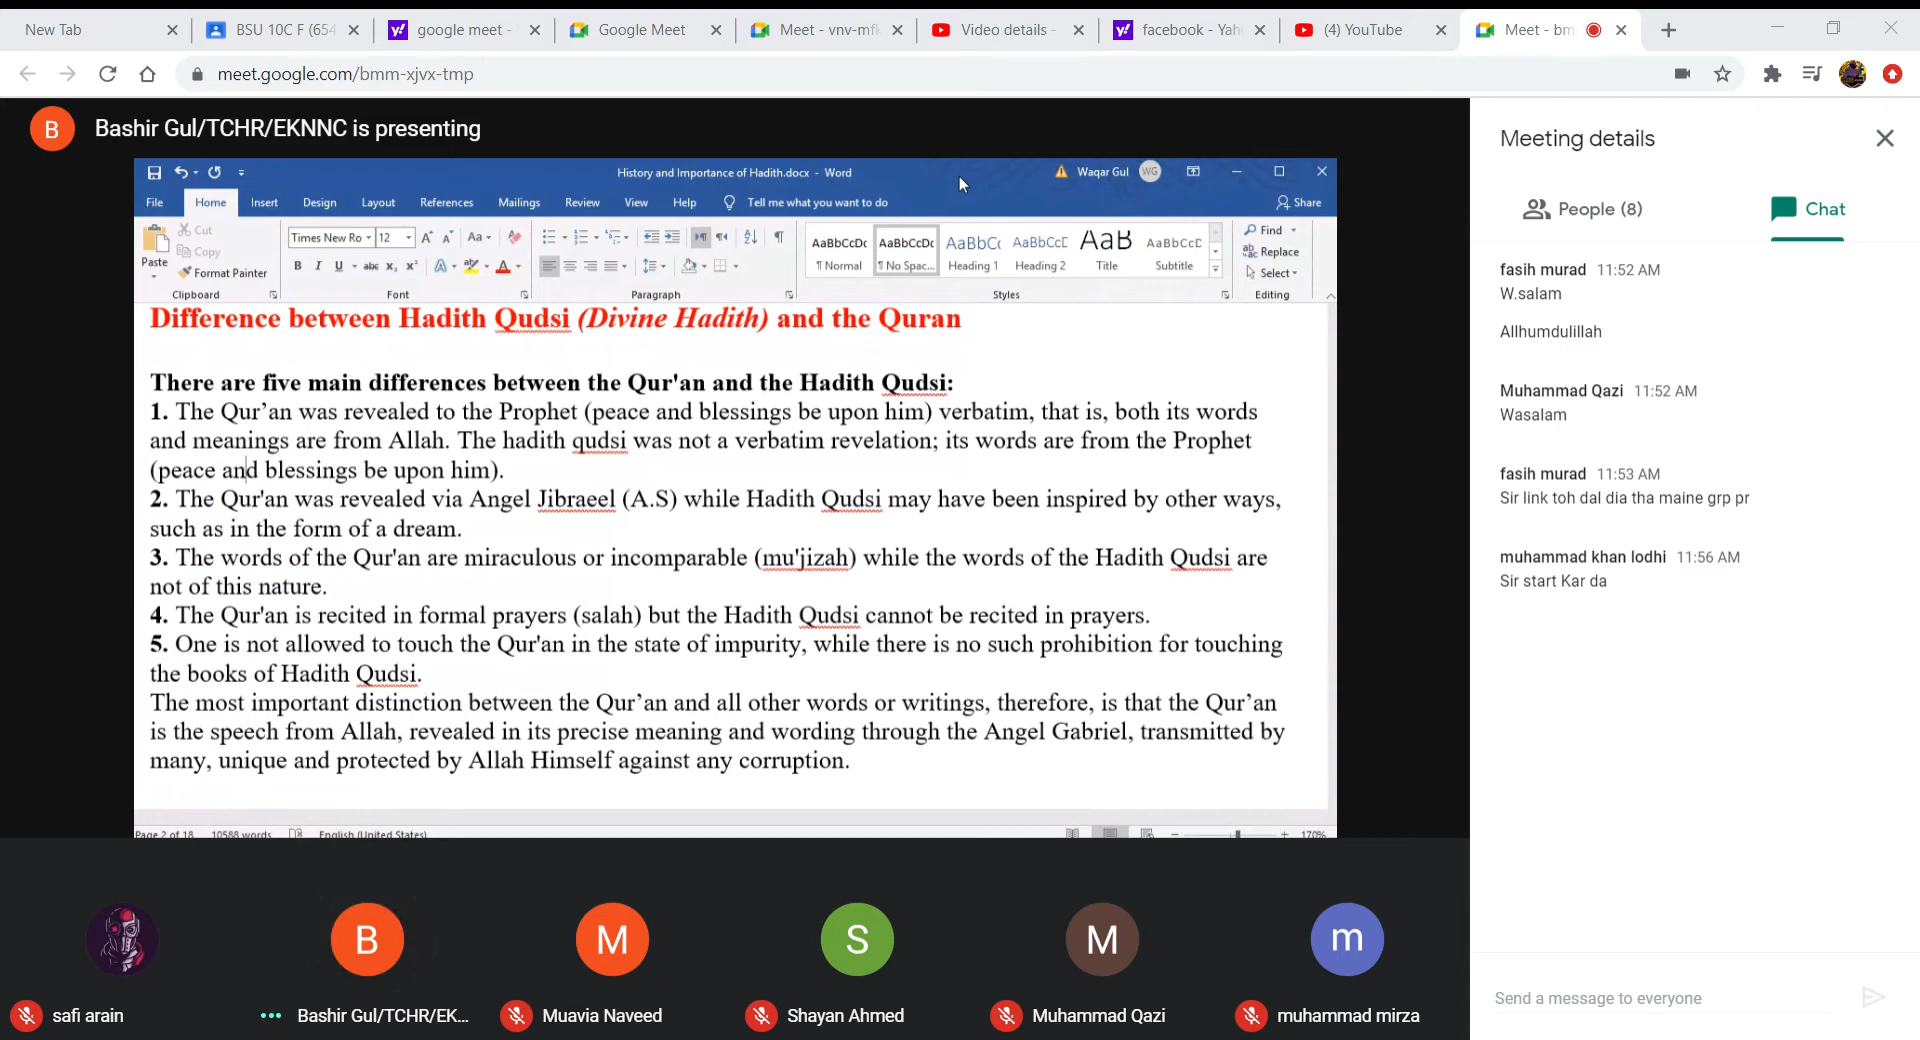 New Tab
BSU 10C F (654
google meet -
Google Meet
Meet - vnv-mfk
Video details -
facebook - Yah
(4) YouTube
Meet - bm
meet.google.com/bmm-xjvx-tmp
B
Bashir Gul/TCHR/EKNNC is presenting
History and Importance of Hadith.docx - Word
Waqar Gul
WG
File
Home
Insert
Design
Layout
References
Mailings
Review
View
Help
Tell me what you want to do
Share
Paste
Cut
Copy
Format Painter
Clipboard
Times New Ro
12
Aa
B I U abc x₂ x²
Font
Paragraph
AaBbCcDc
¶ Normal
AaBbCcDc
¶ No Spac...
AaBbCc
Heading 1
AaBbCcC
Heading 2
AaB
Title
AaBbCcC
Subtitle
Styles
Find
Replace
Select
Editing
Difference between Hadith Qudsi (Divine Hadith) and the Quran
There are five main differences between the Qur'an and the Hadith Qudsi:
1. The Qur’an was revealed to the Prophet (peace and blessings be upon him) verbatim, that is, both its words
and meanings are from Allah. The hadith qudsi was not a verbatim revelation; its words are from the Prophet
(peace and blessings be upon him).
2. The Qur'an was revealed via Angel Jibraeel (A.S) while Hadith Qudsi may have been inspired by other ways,
such as in the form of a dream.
3. The words of the Qur'an are miraculous or incomparable (mu'jizah) while the words of the Hadith Qudsi are
not of this nature.
4. The Qur'an is recited in formal prayers (salah) but the Hadith Qudsi cannot be recited in prayers.
5. One is not allowed to touch the Qur'an in the state of impurity, while there is no such prohibition for touching
the books of Hadith Qudsi.
The most important distinction between the Qur’an and all other words or writings, therefore, is that the Qur’an
is the speech from Allah, revealed in its precise meaning and wording through the Angel Gabriel, transmitted by
many, unique and protected by Allah Himself against any corruption.
Page 2 of 18
10588 words
English (United States)
170%
Meeting details
People (8)
Chat
fasih murad 11:52 AM
W.salam
Allhumdulillah
Muhammad Qazi 11:52 AM
Wasalam
fasih murad 11:53 AM
Sir link toh dal dia tha maine grp pr
muhammad khan lodhi 11:56 AM
Sir start Kar da
Send a message to everyone
B
M
S
M
m
safi arain
Bashir Gul/TCHR/EK...
Muavia Naveed
Shayan Ahmed
Muhammad Qazi
muhammad mirza